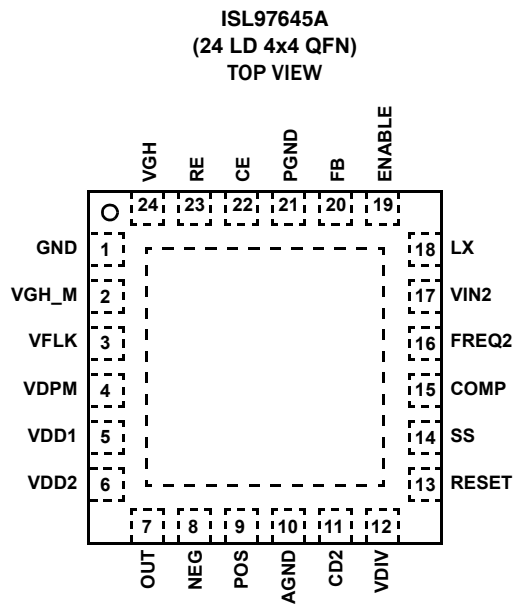 ISL97645A
(24 LD 4x4 QFN)
TOP VIEW
VGH
RE
CE
PGND
FB
ENABLE
24
23
22
21
20
19
GND 1
18 LX
VGH_M 2
17 VIN2
VFLK 3
16 FREQ2
VDPM 4
15 COMP
VDD1 5
14 SS
VDD2 6
13 RESET
7
8
9
10
11
12
OUT
NEG
POS
AGND
CD2
VDIV